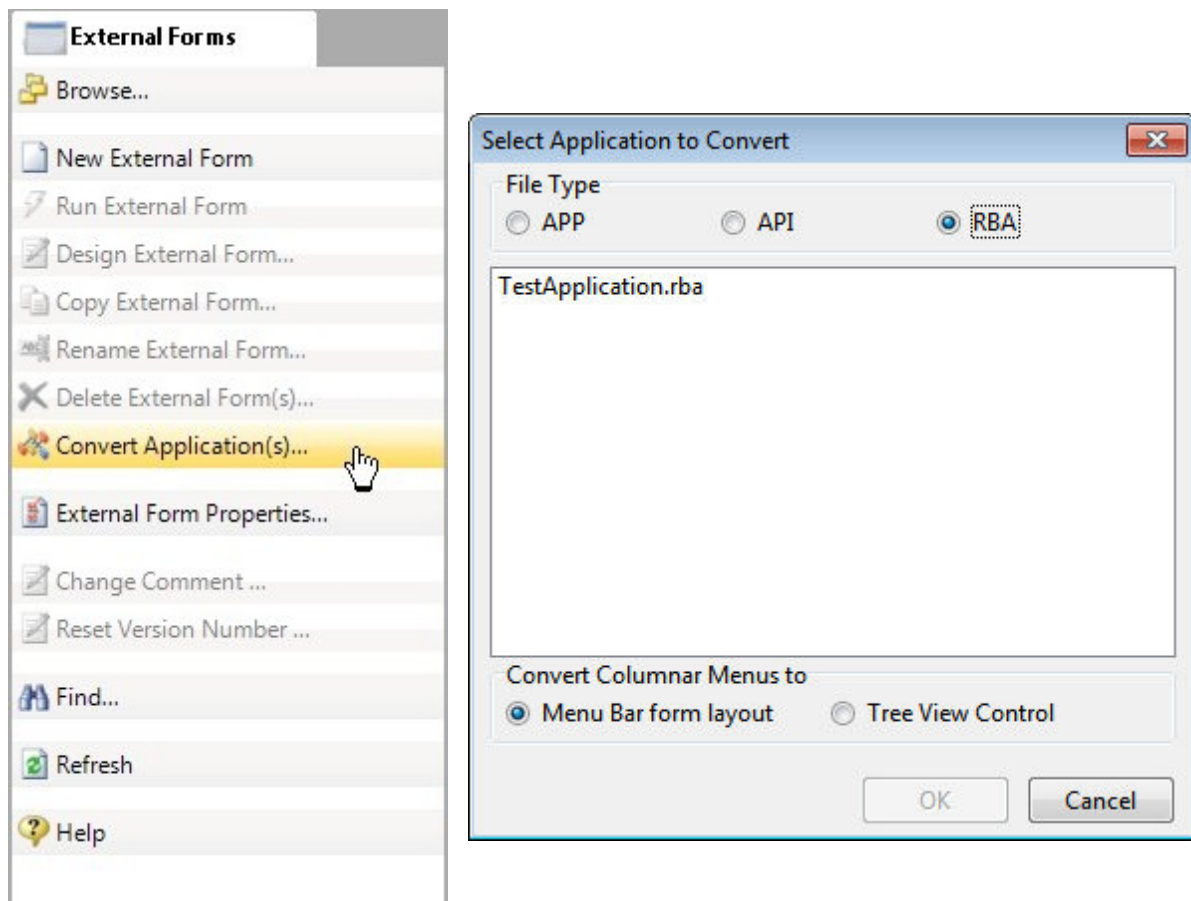 External Forms
Browse...
New External Form
Run External Form
Design External Form...
Copy External Form...
Rename External Form...
Delete External Form(s)...
Convert Application(s)...
External Form Properties...
Change Comment ...
Reset Version Number ...
Find...
Refresh
Help
Select Application to Convert
File Type
APP API RBA
TestApplication.rba
Convert Columnar Menus to
Menu Bar form layout Tree View Control
OK Cancel